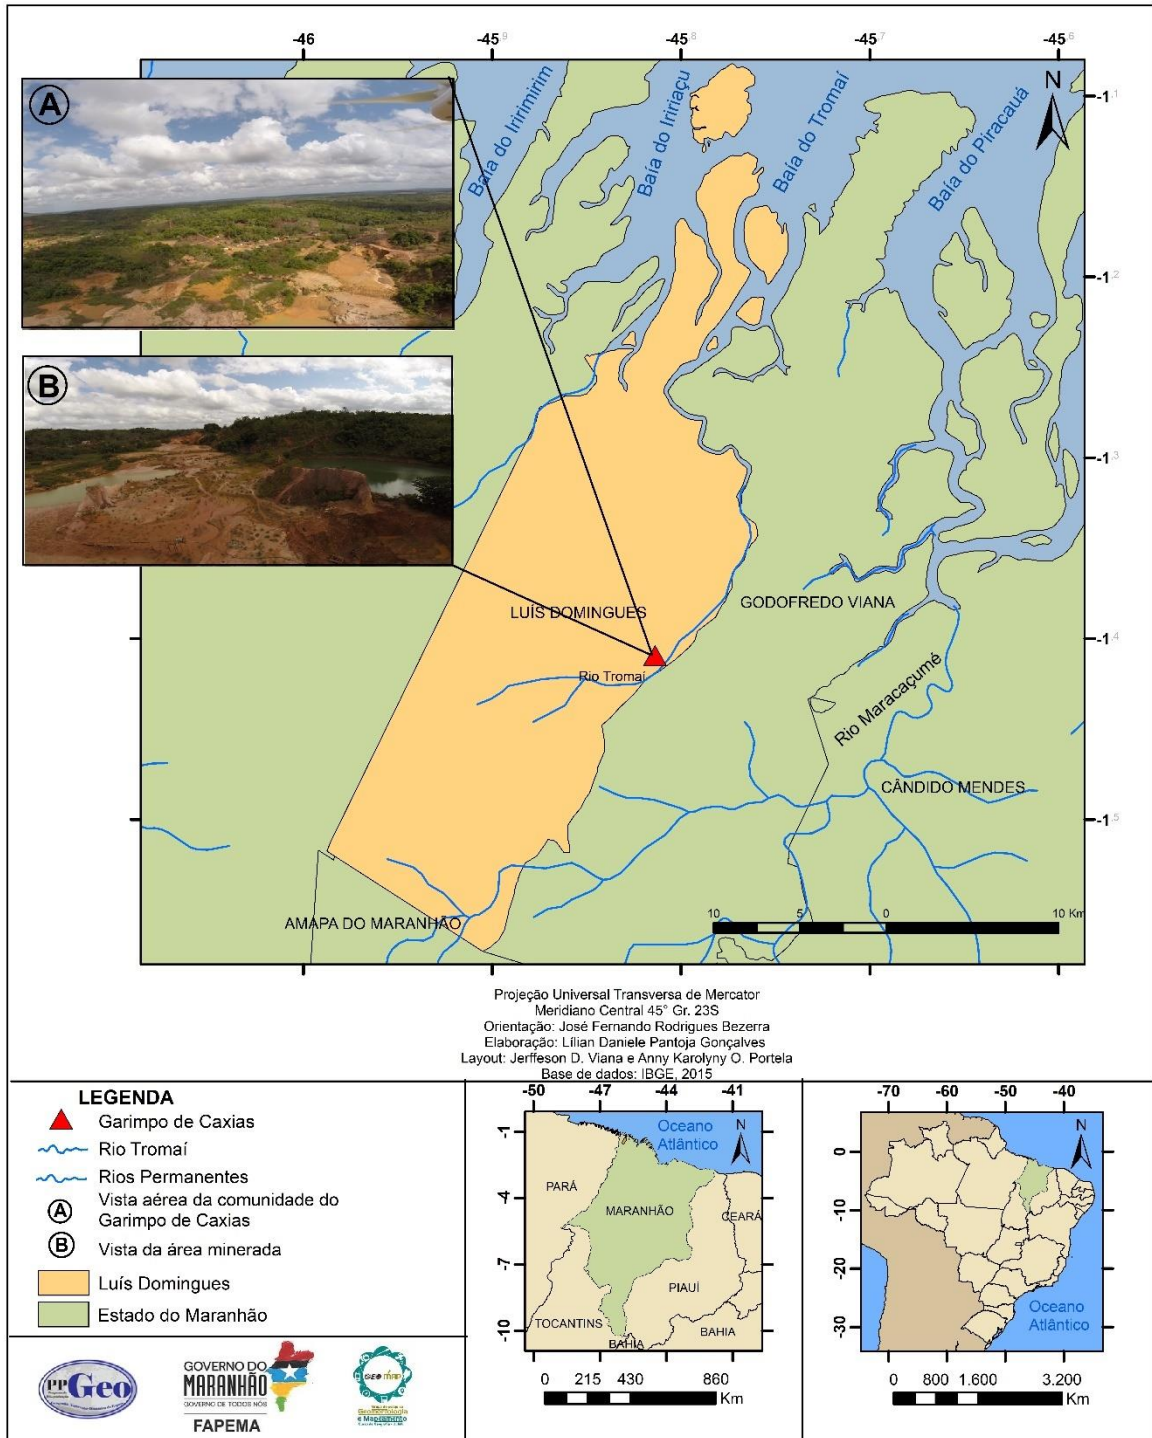 -46
-45.9
-45.8
-45.7
-45.6
A
B
N
Baía do Iririmirim
Baía do Iririaçu
Baía do Tromaí
Baía do Piracauá
-1.1
-1.2
-1.3
-1.4
-1.5
LUÍS DOMINGUES
GODOFREDO VIANA
Rio Tromaí
Rio Maracaçumé
CÂNDIDO MENDES
AMAPA DO MARANHÃO
10 5 0 10 Km
Projeção Universal Transversa de Mercator
Meridiano Central 45° Gr. 23S
Orientação: José Fernando Rodrigues Bezerra
Elaboração: Lílian Daniele Pantoja Gonçalves
Layout: Jerffeson D. Viana e Anny Karolyny O. Portela
Base de dados: IBGE, 2015
LEGENDA
Garimpo de Caxias
Rio Tromaí
Rios Permanentes
A Vista aérea da comunidade do
Garimpo de Caxias
B Vista da área minerada
Luís Domingues
Estado do Maranhão
PPGeo
GOVERNO DO
MARANHÃO
GOVERNO DE TODOS NÓS
FAPEMA
e Mapeamento
-50 -47 -44 -41
-1
-4
-7
-10
Oceano
Atlântico
N
PARÁ
MARANHÃO
CEARÁ
PIAUÍ
TOCANTINS
BAHIA
BAHIA
0 215 430 860
Km
-70 -60 -50 -40
0
-10
-20
-30
N
Oceano
Atlântico
0 800 1.600 3.200
Km